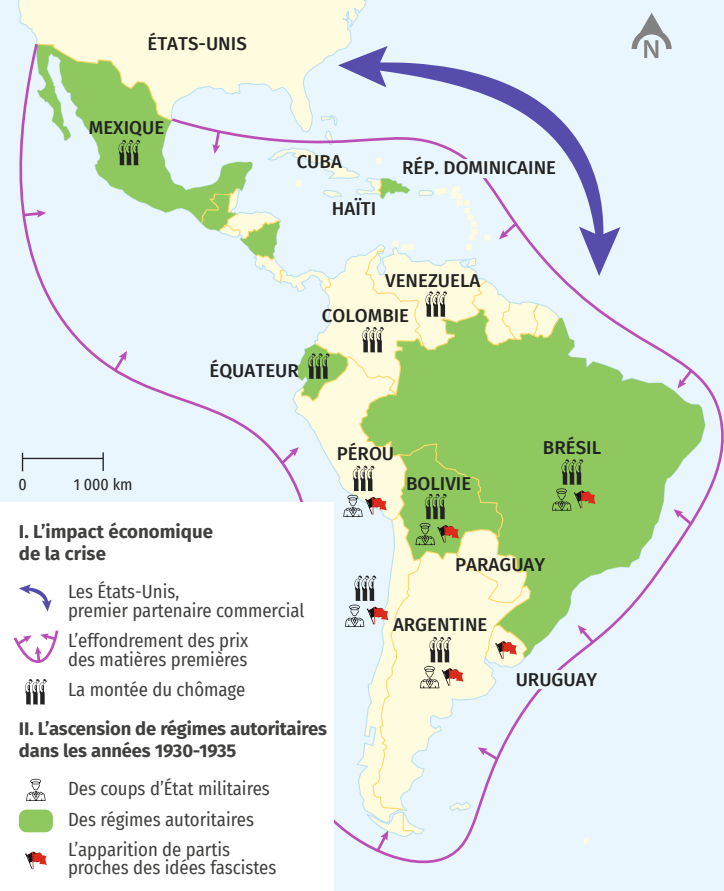 ÉTATS-UNIS
N
MEXIQUE
CUBA
RÉP. DOMINICAINE
HAÏTI
VENEZUELA
COLOMBIE
ÉQUATEUR
PÉROU
BOLIVIE
BRÉSIL
PARAGUAY
ARGENTINE
URUGUAY
0 1 000 km
I. L'impact économique
de la crise
Les États-Unis,
premier partenaire commercial
L'effondrement des prix
des matières premières
La montée du chômage
II. L'ascension de régimes autoritaires
dans les années 1930-1935
Des coups d'État militaires
Des régimes autoritaires
L'apparition de partis
proches des idées fascistes